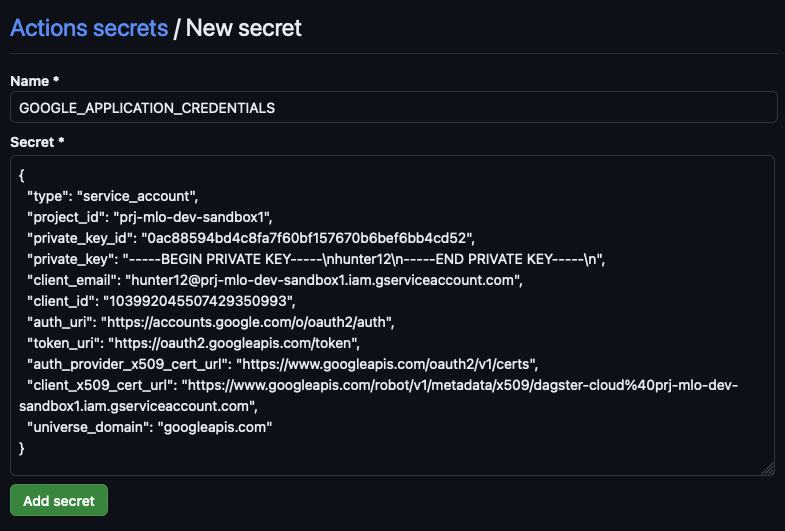 Actions secrets / New secret
Name *
GOOGLE_APPLICATION_CREDENTIALS
Secret *
{
  "type": "service_account",
  "project_id": "prj-mlo-dev-sandbox1",
  "private_key_id": "0ac88594bd4c8fa7f60bf157670b6bef6bb4cd52",
  "private_key": "-----BEGIN PRIVATE KEY-----\nhunter12\n-----END PRIVATE KEY-----\n",
  "client_email": "hunter12@prj-mlo-dev-sandbox1.iam.gserviceaccount.com",
  "client_id": "103992045507429350993",
  "auth_uri": "https://accounts.google.com/o/oauth2/auth",
  "token_uri": "https://oauth2.googleapis.com/token",
  "auth_provider_x509_cert_url": "https://www.googleapis.com/oauth2/v1/certs",
  "client_x509_cert_url": "https://www.googleapis.com/robot/v1/metadata/x509/dagster-cloud%40prj-mlo-dev-
sandbox1.iam.gserviceaccount.com",
  "universe_domain": "googleapis.com"
}
Add secret